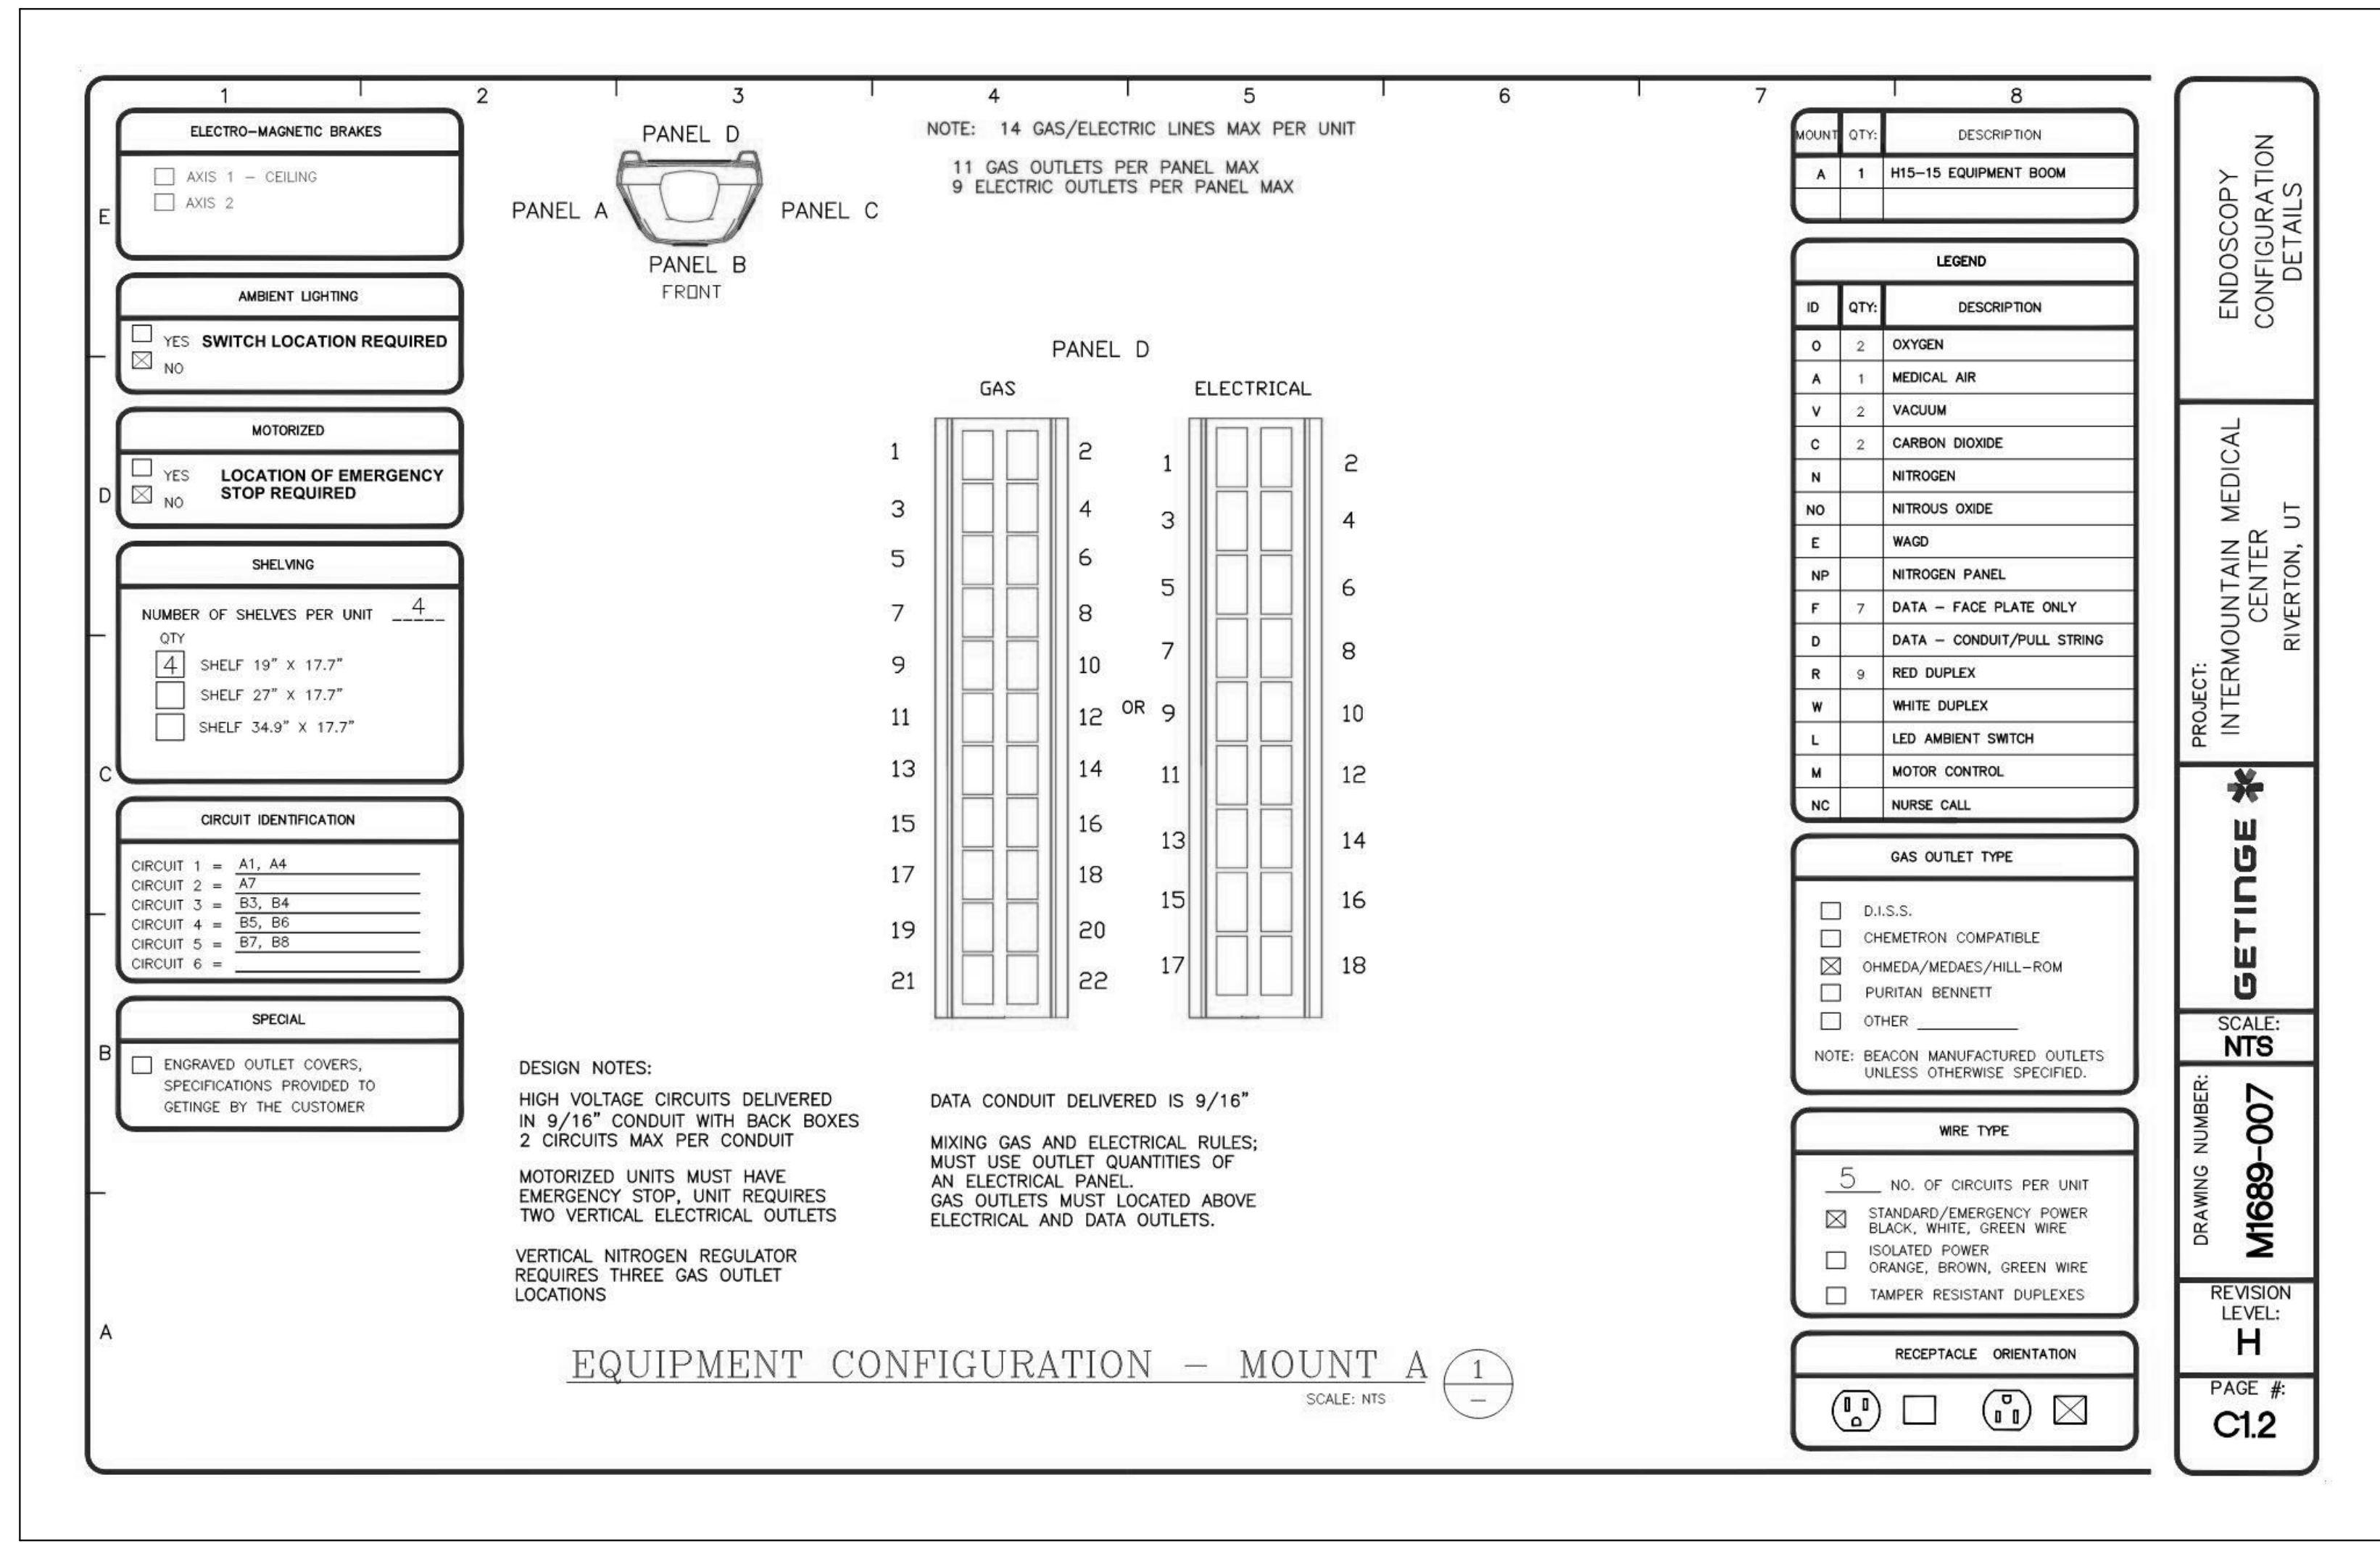 1 2 3 4 5 6 7 8
E
D
C
B
A
ELECTRO-MAGNETIC BRAKES
AXIS 1 - CEILING
AXIS 2
AMBIENT LIGHTING
YES SWITCH LOCATION REQUIRED
NO
MOTORIZED
YES LOCATION OF EMERGENCY
NO STOP REQUIRED
SHELVING
NUMBER OF SHELVES PER UNIT 4
QTY
4 SHELF 19" X 17.7"
SHELF 27" X 17.7"
SHELF 34.9" X 17.7"
CIRCUIT IDENTIFICATION
CIRCUIT 1 = A1, A4
CIRCUIT 2 = A7
CIRCUIT 3 = B3, B4
CIRCUIT 4 = B5, B6
CIRCUIT 5 = B7, B8
CIRCUIT 6 =
SPECIAL
ENGRAVED OUTLET COVERS,
SPECIFICATIONS PROVIDED TO
GETINGE BY THE CUSTOMER
PANEL D
PANEL A
PANEL C
PANEL B
FRONT
NOTE: 14 GAS/ELECTRIC LINES MAX PER UNIT
11 GAS OUTLETS PER PANEL MAX
9 ELECTRIC OUTLETS PER PANEL MAX
PANEL D
GAS
1 2
3 4
5 6
7 8
9 10
11 12
13 14
15 16
17 18
19 20
21 22
OR
ELECTRICAL
1 2
3 4
5 6
7 8
9 10
11 12
13 14
15 16
17 18
DESIGN NOTES:
HIGH VOLTAGE CIRCUITS DELIVERED
IN 9/16" CONDUIT WITH BACK BOXES
2 CIRCUITS MAX PER CONDUIT
MOTORIZED UNITS MUST HAVE
EMERGENCY STOP, UNIT REQUIRES
TWO VERTICAL ELECTRICAL OUTLETS
VERTICAL NITROGEN REGULATOR
REQUIRES THREE GAS OUTLET
LOCATIONS
DATA CONDUIT DELIVERED IS 9/16"
MIXING GAS AND ELECTRICAL RULES;
MUST USE OUTLET QUANTITIES OF
AN ELECTRICAL PANEL.
GAS OUTLETS MUST LOCATED ABOVE
ELECTRICAL AND DATA OUTLETS.
EQUIPMENT CONFIGURATION - MOUNT A
SCALE: NTS
1
-
MOUNT QTY: DESCRIPTION
A 1 H15-15 EQUIPMENT BOOM
LEGEND
ID QTY: DESCRIPTION
O 2 OXYGEN
A 1 MEDICAL AIR
V 2 VACUUM
C 2 CARBON DIOXIDE
N NITROGEN
NO NITROUS OXIDE
E WAGD
NP NITROGEN PANEL
F 7 DATA - FACE PLATE ONLY
D DATA - CONDUIT/PULL STRING
R 9 RED DUPLEX
W WHITE DUPLEX
L LED AMBIENT SWITCH
M MOTOR CONTROL
NC NURSE CALL
GAS OUTLET TYPE
D.I.S.S.
CHEMETRON COMPATIBLE
OHMEDA/MEDAES/HILL-ROM
PURITAN BENNETT
OTHER
NOTE: BEACON MANUFACTURED OUTLETS
UNLESS OTHERWISE SPECIFIED.
WIRE TYPE
5 NO. OF CIRCUITS PER UNIT
STANDARD/EMERGENCY POWER
BLACK, WHITE, GREEN WIRE
ISOLATED POWER
ORANGE, BROWN, GREEN WIRE
TAMPER RESISTANT DUPLEXES
RECEPTACLE ORIENTATION
ENDOSCOPY
CONFIGURATION
DETAILS
PROJECT:
INTERMOUNTAIN MEDICAL
CENTER
RIVERTON, UT
GETINGE
SCALE:
NTS
DRAWING NUMBER:
M1689-007
REVISION
LEVEL:
H
PAGE #:
C1.2